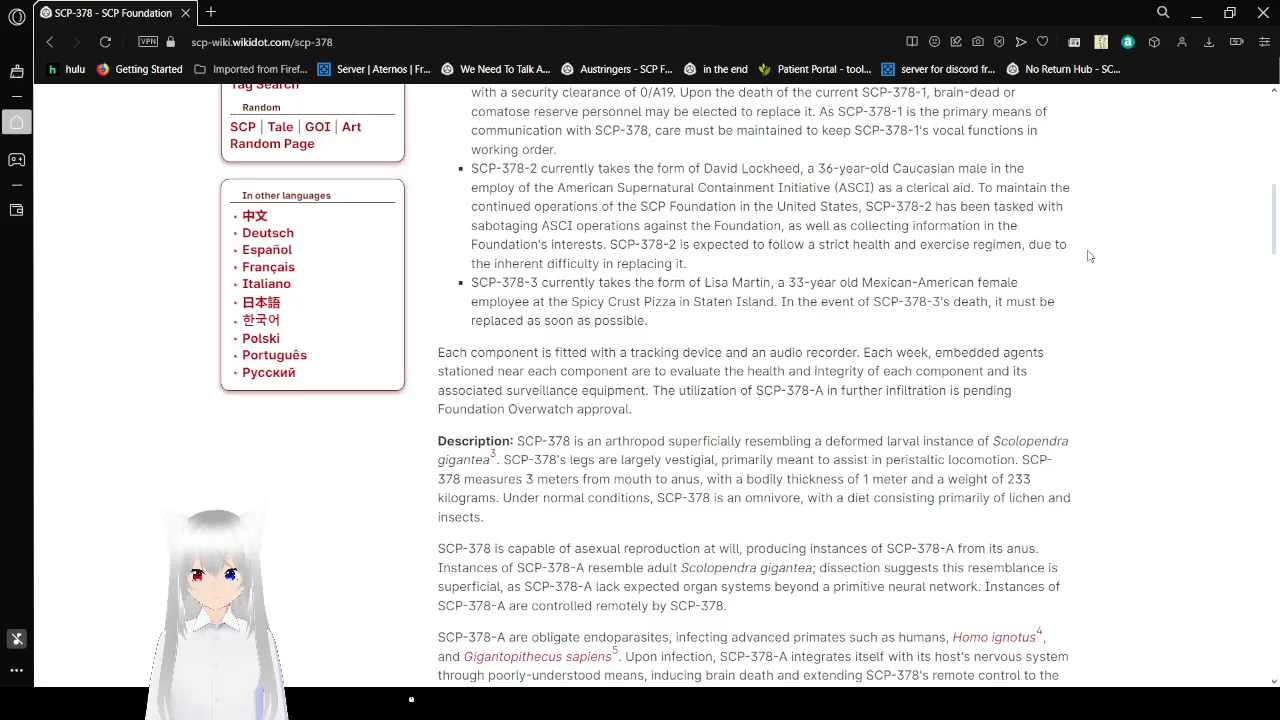 SCP-378 - SCP Foundation
VPN
scp-wiki.wikidot.com/scp-378
hulu
Getting Started
Imported from Firef...
Server | Aternos | Fr...
We Need To Talk A...
Austringers - SCP F...
in the end
Patient Portal - tool...
server for discord fr...
No Return Hub - SC...
Tag Search
Random
SCP | Tale | GOI | Art
Random Page
In other languages
中文
Deutsch
Español
Français
Italiano
日本語
한국어
Polski
Português
Русский
with a security clearance of 0/A19. Upon the death of the current SCP-378-1, brain-dead or
comatose reserve personnel may be elected to replace it. As SCP-378-1 is the primary means of
communication with SCP-378, care must be maintained to keep SCP-378-1's vocal functions in
working order.
SCP-378-2 currently takes the form of David Lockheed, a 36-year-old Caucasian male in the
employ of the American Supernatural Containment Initiative (ASCI) as a clerical aid. To maintain the
continued operations of the SCP Foundation in the United States, SCP-378-2 has been tasked with
sabotaging ASCI operations against the Foundation, as well as collecting information in the
Foundation's interests. SCP-378-2 is expected to follow a strict health and exercise regimen, due to
the inherent difficulty in replacing it.
SCP-378-3 currently takes the form of Lisa Martin, a 33-year old Mexican-American female
employee at the Spicy Crust Pizza in Staten Island. In the event of SCP-378-3's death, it must be
replaced as soon as possible.
Each component is fitted with a tracking device and an audio recorder. Each week, embedded agents
stationed near each component are to evaluate the health and integrity of each component and its
associated surveillance equipment. The utilization of SCP-378-A in further infiltration is pending
Foundation Overwatch approval.
Description: SCP-378 is an arthropod superficially resembling a deformed larval instance of Scolopendra
gigantea3. SCP-378's legs are largely vestigial, primarily meant to assist in peristaltic locomotion. SCP-
378 measures 3 meters from mouth to anus, with a bodily thickness of 1 meter and a weight of 233
kilograms. Under normal conditions, SCP-378 is an omnivore, with a diet consisting primarily of lichen and
insects.
SCP-378 is capable of asexual reproduction at will, producing instances of SCP-378-A from its anus.
Instances of SCP-378-A resemble adult Scolopendra gigantea; dissection suggests this resemblance is
superficial, as SCP-378-A lack expected organ systems beyond a primitive neural network. Instances of
SCP-378-A are controlled remotely by SCP-378.
SCP-378-A are obligate endoparasites, infecting advanced primates such as humans, Homo ignotus4,
and Gigantopithecus sapiens5. Upon infection, SCP-378-A integrates itself with its host's nervous system
through poorly-understood means, inducing brain death and extending SCP-378's remote control to the